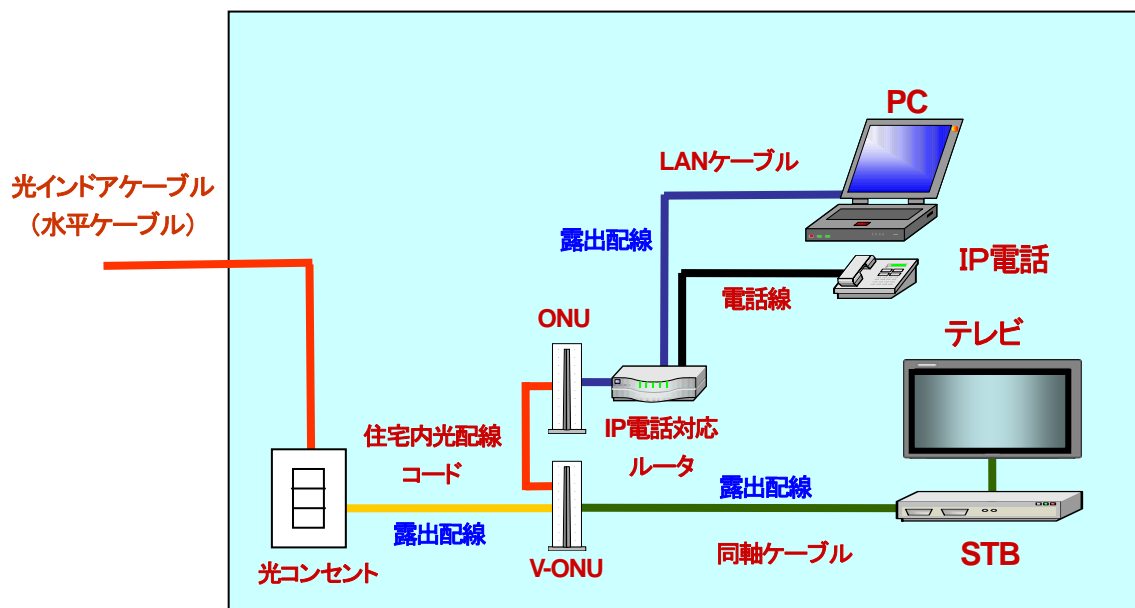 PC
LANケーブル
光インドアケーブル
（水平ケーブル）
露出配線
IP電話
電話線
ONU
テレビ
住宅内光配線
コード
IP電話対応
ルータ
露出配線
露出配線
同軸ケーブル
STB
V-ONU
光コンセント